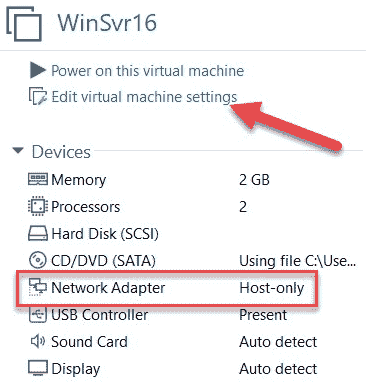 WinSvr16
Power on this virtual machine
Edit virtual machine settings
Devices
Memory 2 GB
Processors 2
Hard Disk (SCSI)
CD/DVD (SATA) Using file C:\Use...
Network Adapter Host-only
USB Controller Present
Sound Card Auto detect
Display Auto detect